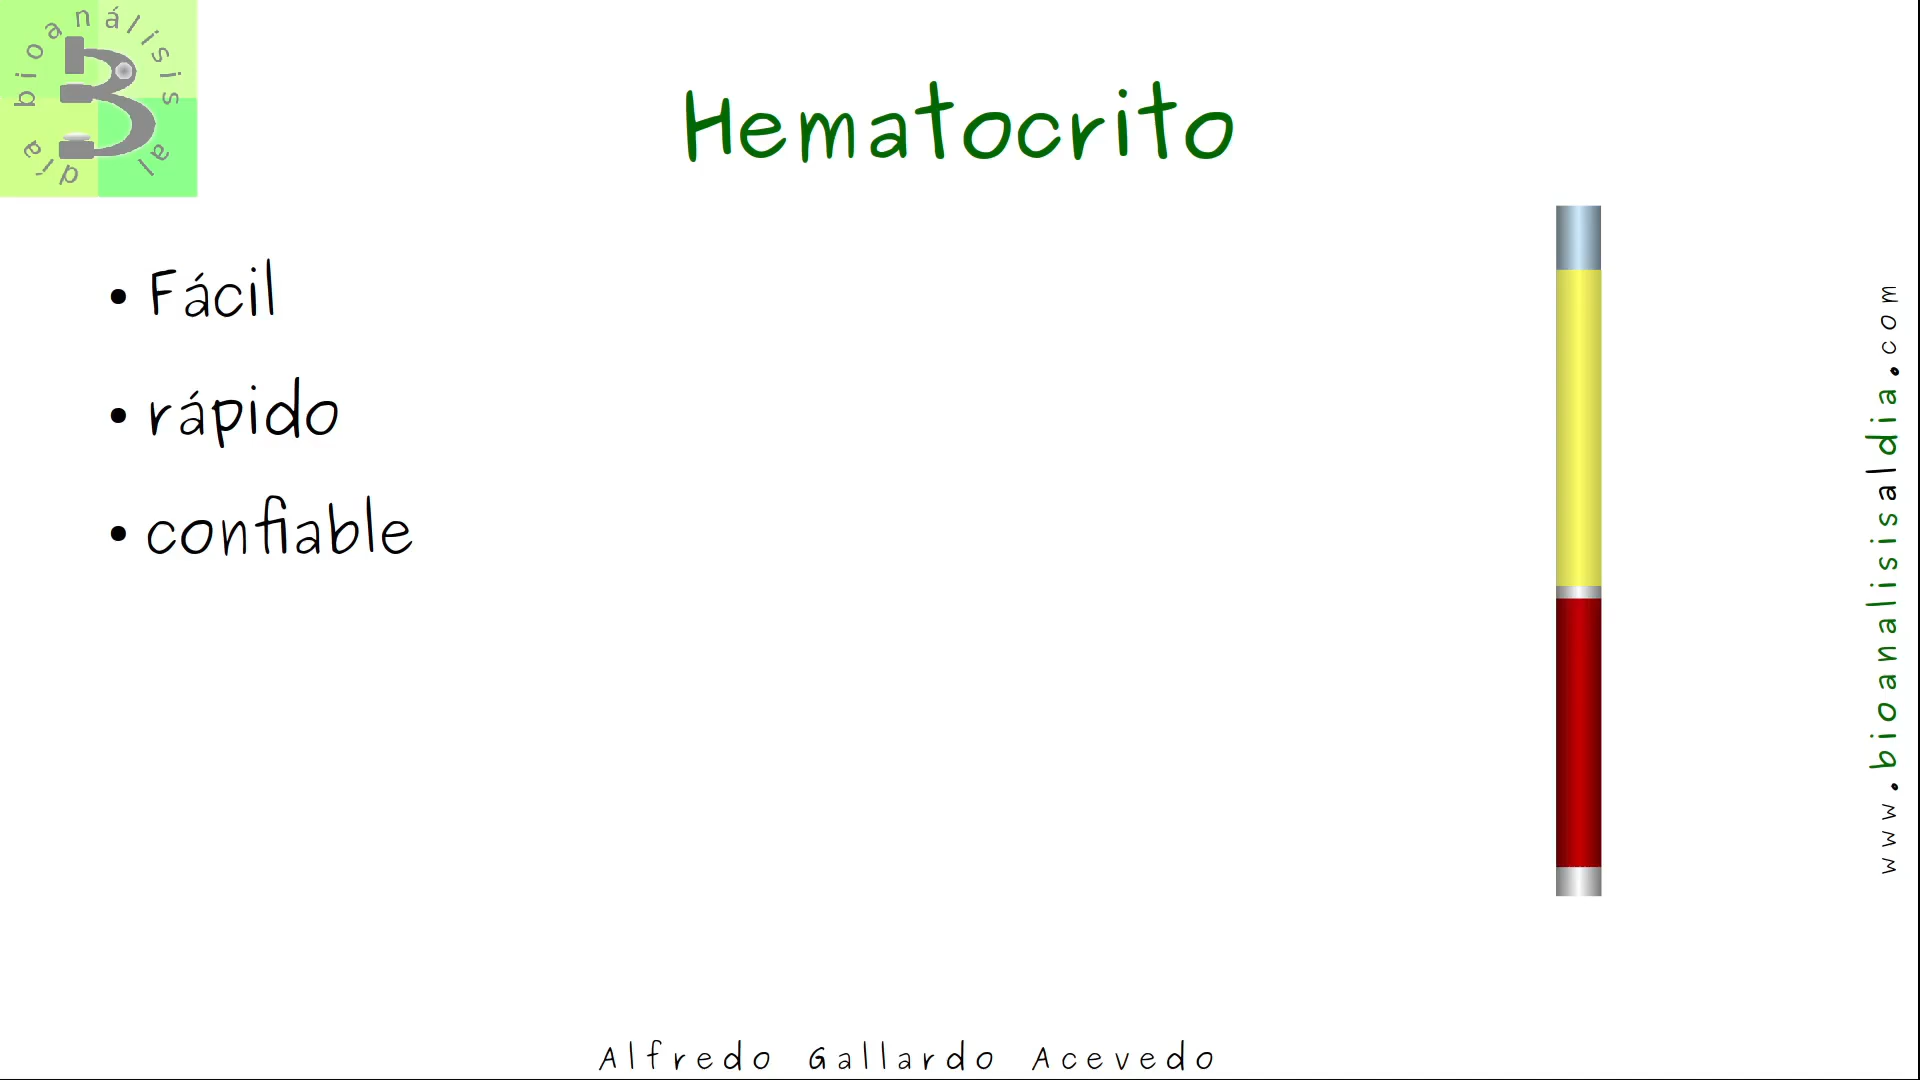 bioanálisis al día
Hematocrito
• Fácil
• rápido
• confiable
www.bioanalisisaldia.com
Alfredo Gallardo Acevedo